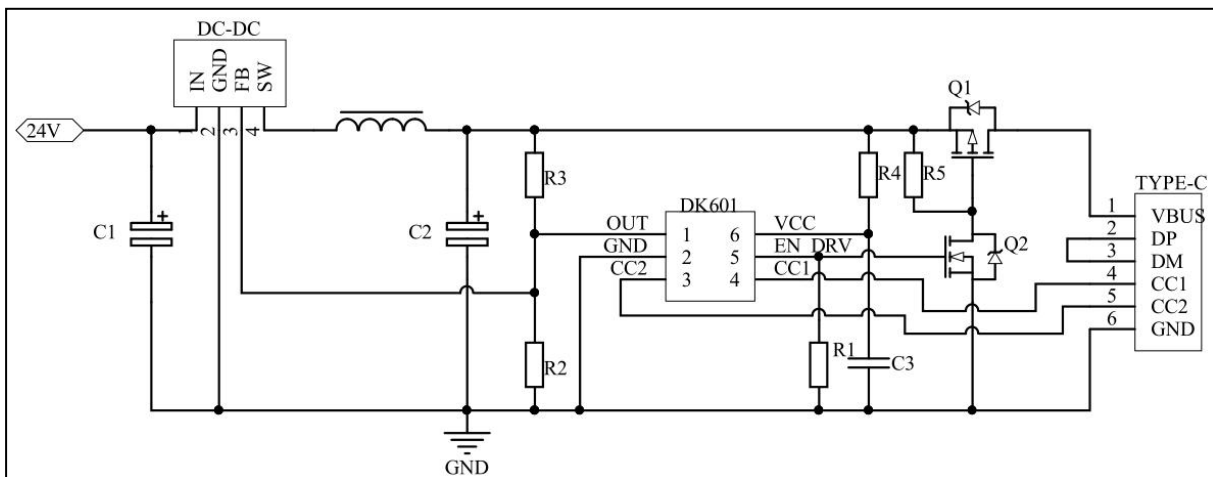 DC-DC
IN
GND
FB
SW
1
2
3
4
24V
C1
C2
R3
R2
R4
R5
Q1
Q2
DK601
OUT
GND
CC2
1
2
3
6
5
4
VCC
EN_DRV
CC1
R1
C3
TYPE-C
1 VBUS
2 DP
3 DM
4 CC1
5 CC2
6 GND
GND